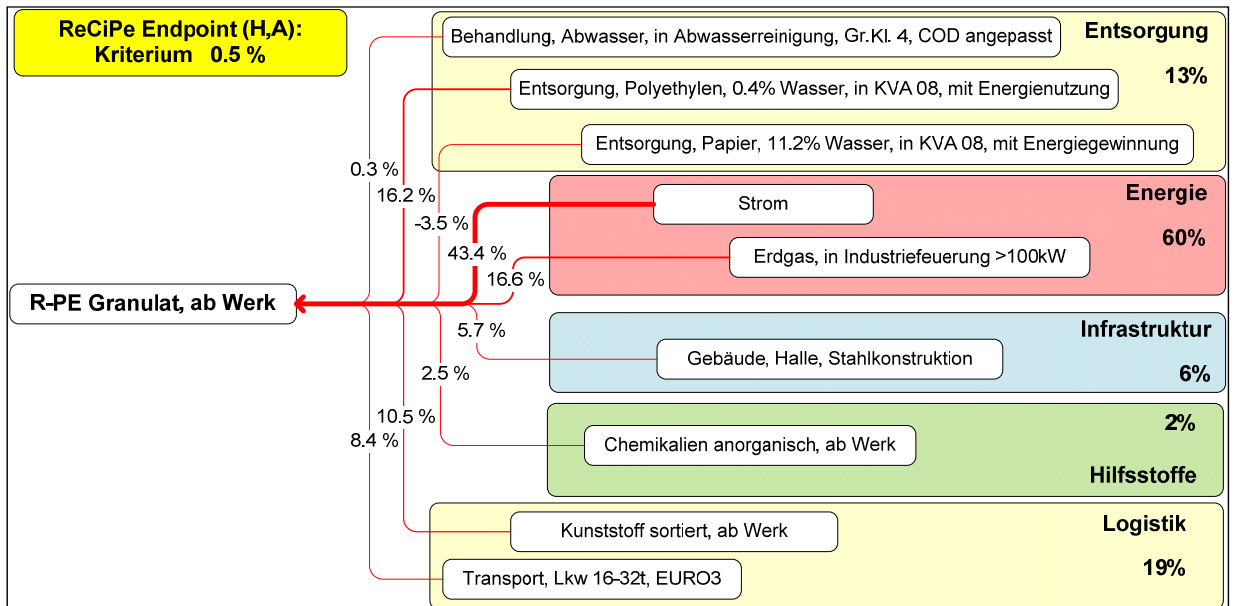 ReCiPe Endpoint (H,A):
Kriterium 0.5 %
Behandlung, Abwasser, in Abwasserreinigung, Gr.Kl. 4, COD angepasst
Entsorgung
13%
Entsorgung, Polyethylen, 0.4% Wasser, in KVA 08, mit Energienutzung
Entsorgung, Papier, 11.2% Wasser, in KVA 08, mit Energiegewinnung
0.3 %
16.2 %
-3.5 %
43.4 %
16.6 %
Energie
60%
Strom
Erdgas, in Industriefeuerung >100kW
R-PE Granulat, ab Werk
5.7 %
2.5 %
10.5 %
8.4 %
Infrastruktur
6%
Gebäude, Halle, Stahlkonstruktion
2%
Chemikalien anorganisch, ab Werk
Hilfsstoffe
Logistik
19%
Kunststoff sortiert, ab Werk
Transport, Lkw 16-32t, EURO3